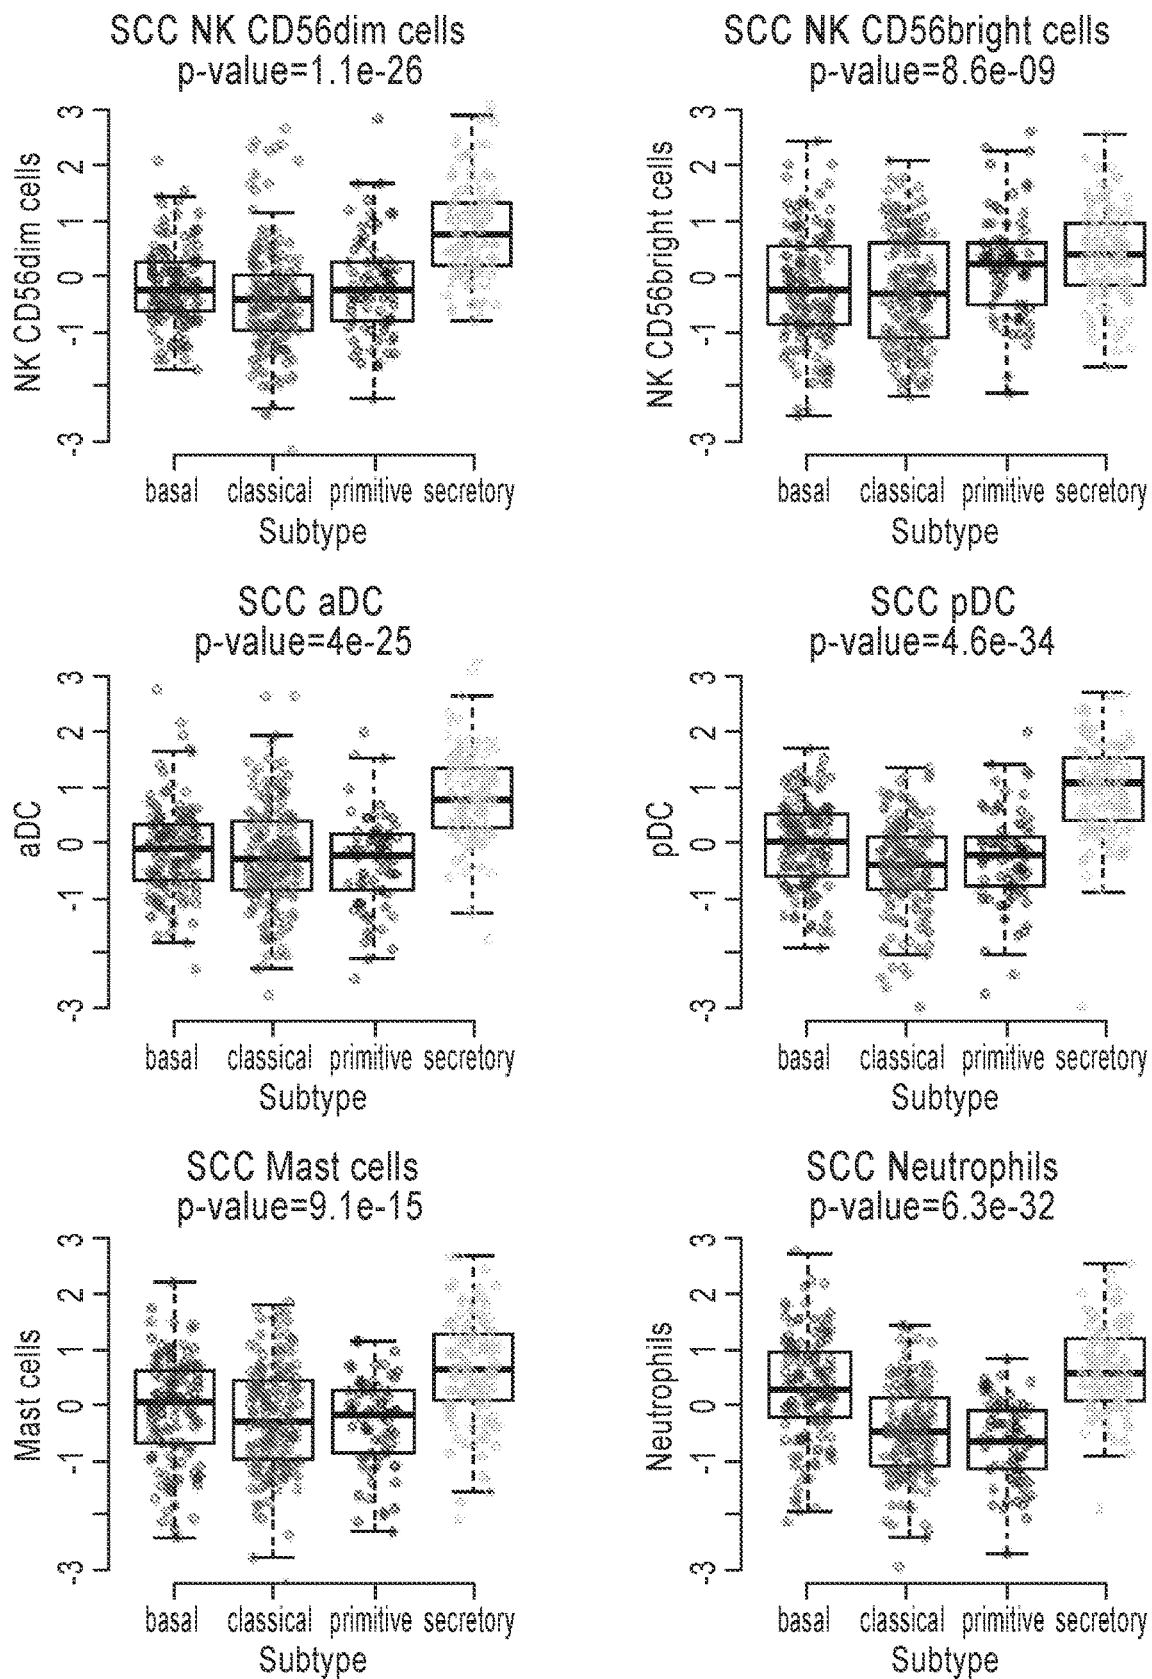 SCC NK CD56dim cells
p-value=1.1e-26
NK CD56dim cells
3
2
1
0
-1
-3
basal classical primitive secretory
Subtype
SCC NK CD56bright cells
p-value=8.6e-09
NK CD56bright cells
3
2
1
0
-1
-3
basal classical primitive secretory
Subtype
SCC aDC
p-value=4e-25
aDC
3
2
1
0
-1
-3
basal classical primitive secretory
Subtype
SCC pDC
p-value=4.6e-34
pDC
3
2
1
0
-1
-3
basal classical primitive secretory
Subtype
SCC Mast cells
p-value=9.1e-15
Mast cells
3
2
1
0
-1
-3
basal classical primitive secretory
Subtype
SCC Neutrophils
p-value=6.3e-32
Neutrophils
3
2
1
0
-1
-3
basal classical primitive secretory
Subtype